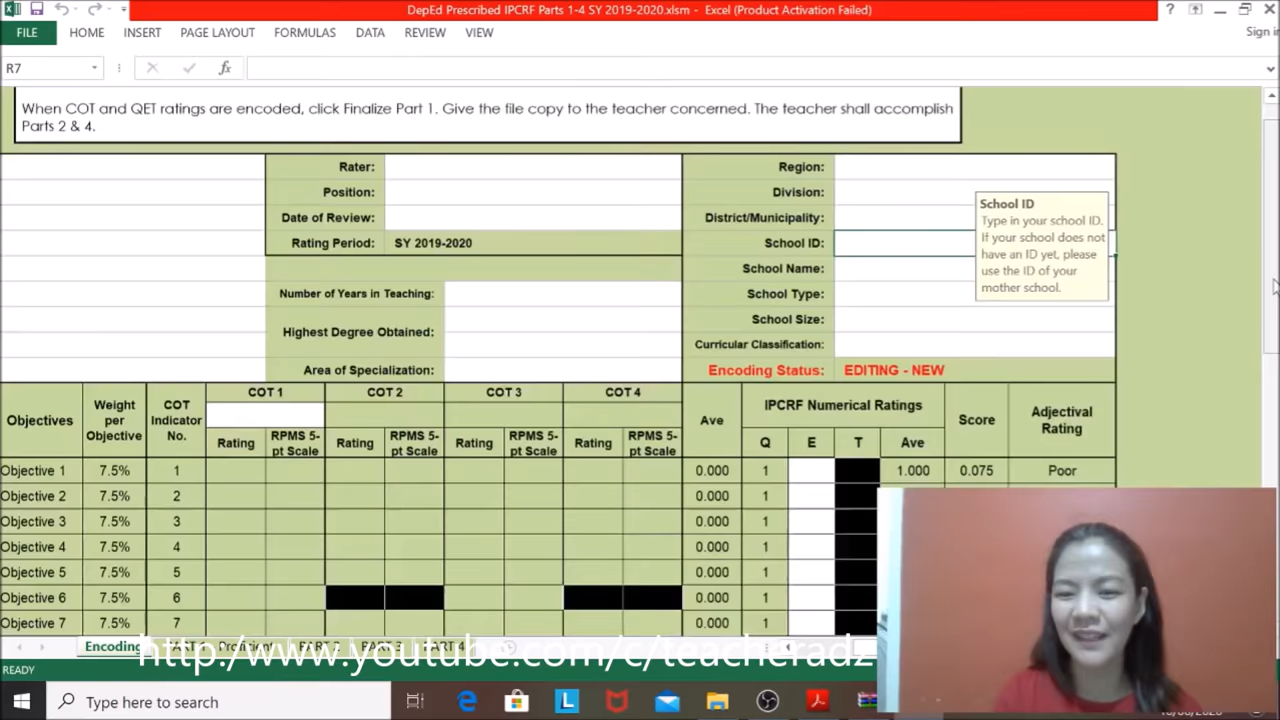 DepEd Prescribed IPCRF Parts 1-4 SY 2019-2020.xlsm - Excel (Product Activation Failed)
FILE HOME INSERT PAGE LAYOUT FORMULAS DATA REVIEW VIEW Sign in
R7 fx
When COT and QET ratings are encoded, click Finalize Part 1. Give the file copy to the teacher concerned. The teacher shall accomplish
Parts 2 & 4.
Rater: Region:
Position: Division:
Date of Review: District/Municipality:
Rating Period: SY 2019-2020 School ID:
School ID
Type in your school ID.
If your school does not
have an ID yet, please
use the ID of your
mother school.
School Name:
Number of Years in Teaching: School Type:
Highest Degree Obtained: School Size:
Curricular Classification:
Area of Specialization: Encoding Status: EDITING - NEW
Objectives Weight per Objective COT Indicator No. COT 1 COT 2 COT 3 COT 4 Ave IPCRF Numerical Ratings Score Adjectival Rating
Rating RPMS 5-pt Scale Rating RPMS 5-pt Scale Rating RPMS 5-pt Scale Rating RPMS 5-pt Scale Q E T Ave
Objective 1 7.5% 1 0.000 1 1.000 0.075 Poor
Objective 2 7.5% 2 0.000 1
Objective 3 7.5% 3 0.000 1
Objective 4 7.5% 4 0.000 1
Objective 5 7.5% 5 0.000 1
Objective 6 7.5% 6 0.000 1
Objective 7 7.5% 7 0.000 1
Encoding Proficient PART 2 PART 3 PART 4
http:/www.youtube.com/c/teacheradz
READY
Type here to search